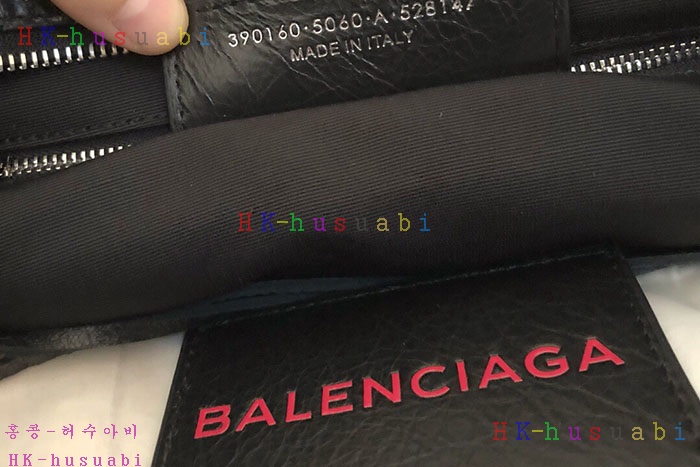 HK-husuabi
390160·5060·A·528147
MADE IN ITALY
HK-husuabi
BALENCIAGA
홍콩-허수아비
HK-husuabi
HK-husuabi